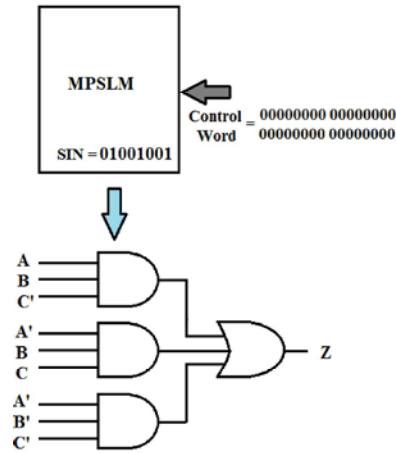 MPSLM
Control Word = 00000000 00000000
00000000 00000000
SIN = 01001001
A
B
C'
A'
B
C
Z
A'
B'
C'